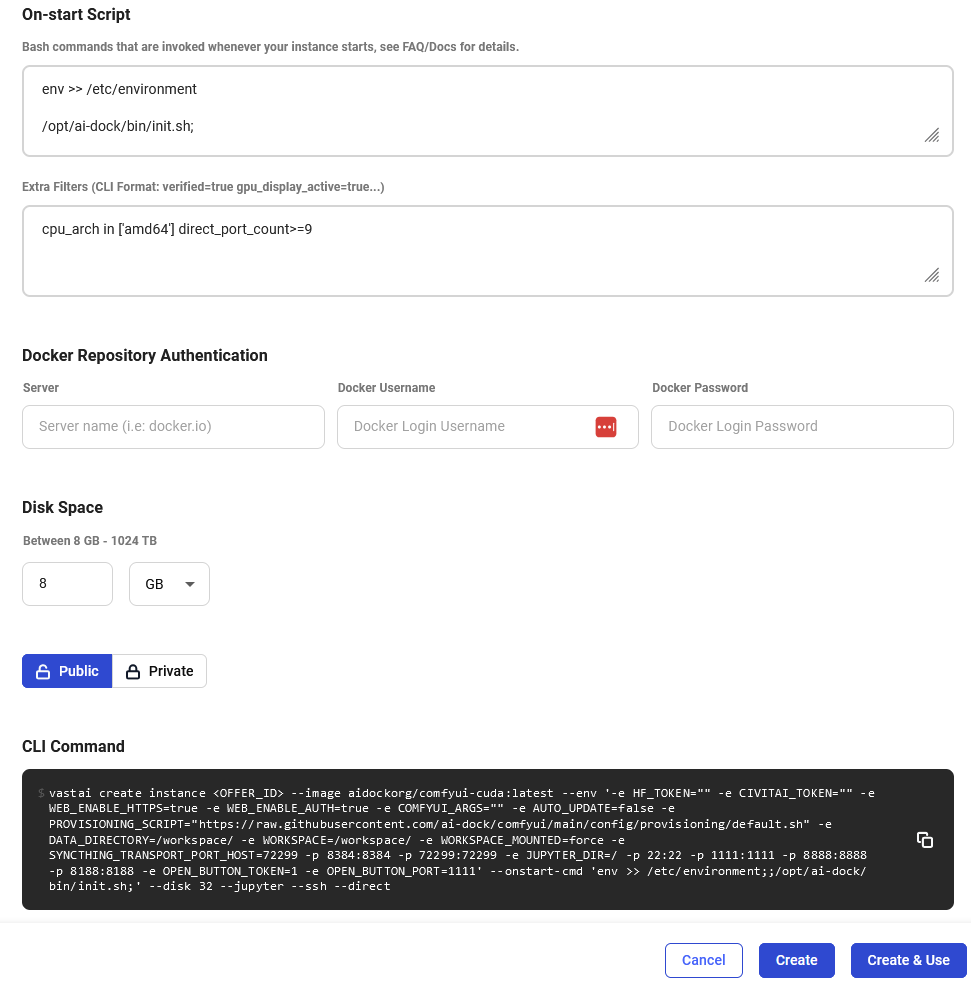 On-start Script
Bash commands that are invoked whenever your instance starts, see FAQ/Docs for details.
env >> /etc/environment
/opt/ai-dock/bin/init.sh;
Extra Filters (CLI Format: verified=true gpu_display_active=true...)
cpu_arch in ['amd64'] direct_port_count>=9
Docker Repository Authentication
Server Docker Username Docker Password
Server name (i.e: docker.io) Docker Login Username Docker Login Password
Disk Space
Between 8 GB - 1024 TB
8 GB
Public Private
CLI Command
$ vastai create instance <OFFER_ID> --image aidockorg/comfyui-cuda:latest --env '-e HF_TOKEN="" -e CIVITAI_TOKEN="" -e
WEB_ENABLE_HTTPS=true -e WEB_ENABLE_AUTH=true -e COMFYUI_ARGS="" -e AUTO_UPDATE=false -e
PROVISIONING_SCRIPT="https://raw.githubusercontent.com/ai-dock/comfyui/main/config/provisioning/default.sh" -e
DATA_DIRECTORY=/workspace/ -e WORKSPACE=/workspace/ -e WORKSPACE_MOUNTED=force -e
SYNCTHING_TRANSPORT_PORT_HOST=72299 -p 8384:8384 -p 72299:72299 -e JUPYTER_DIR=/ -p 22:22 -p 1111:1111 -p 8888:8888
-p 8188:8188 -e OPEN_BUTTON_TOKEN=1 -e OPEN_BUTTON_PORT=1111' --onstart-cmd 'env >> /etc/environment;;/opt/ai-dock/
bin/init.sh;' --disk 32 --jupyter --ssh --direct
Cancel Create Create & Use